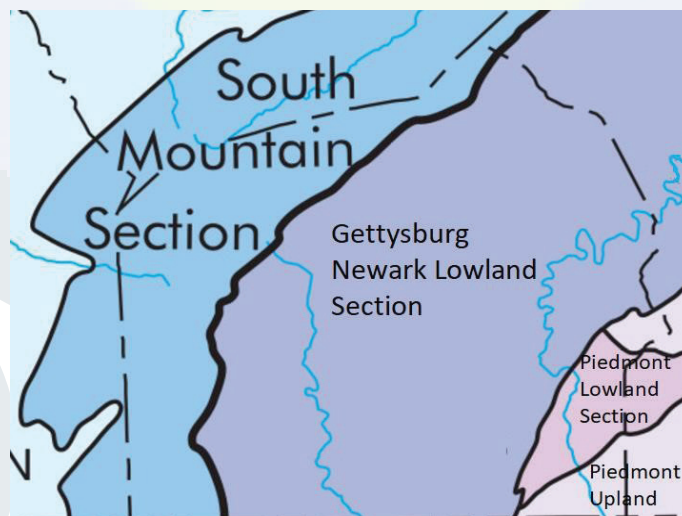 South
Mountain
Section
Gettysburg
Newark Lowland
Section
Piedmont
Lowland
Section
Piedmont
Upland
N